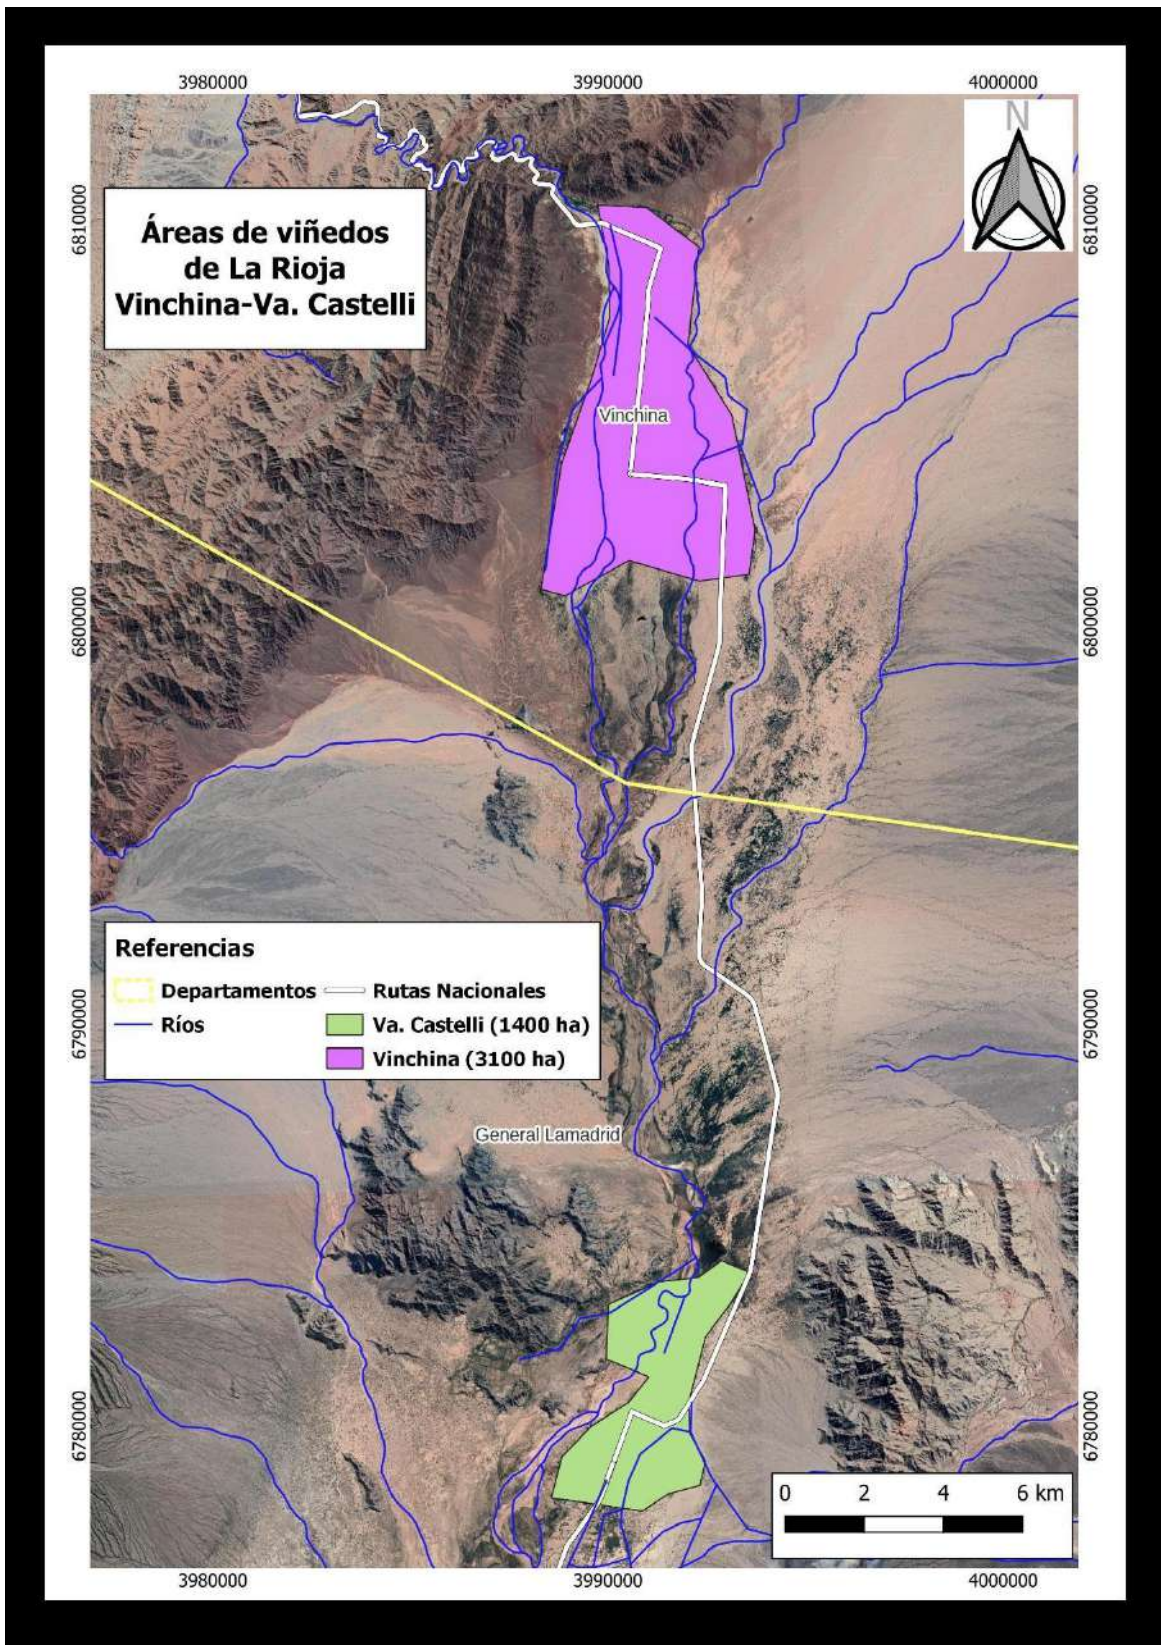 3980000 3990000 4000000
N
6810000 6810000
Áreas de viñedos
de La Rioja
Vinchina-Va. Castelli
Vinchina
6800000 6800000
Referencias
Departamentos Rutas Nacionales
Ríos Va. Castelli (1400 ha)
Vinchina (3100 ha)
6790000 6790000
General Lamadrid
6780000 6780000
0 2 4 6 km
3980000 3990000 4000000